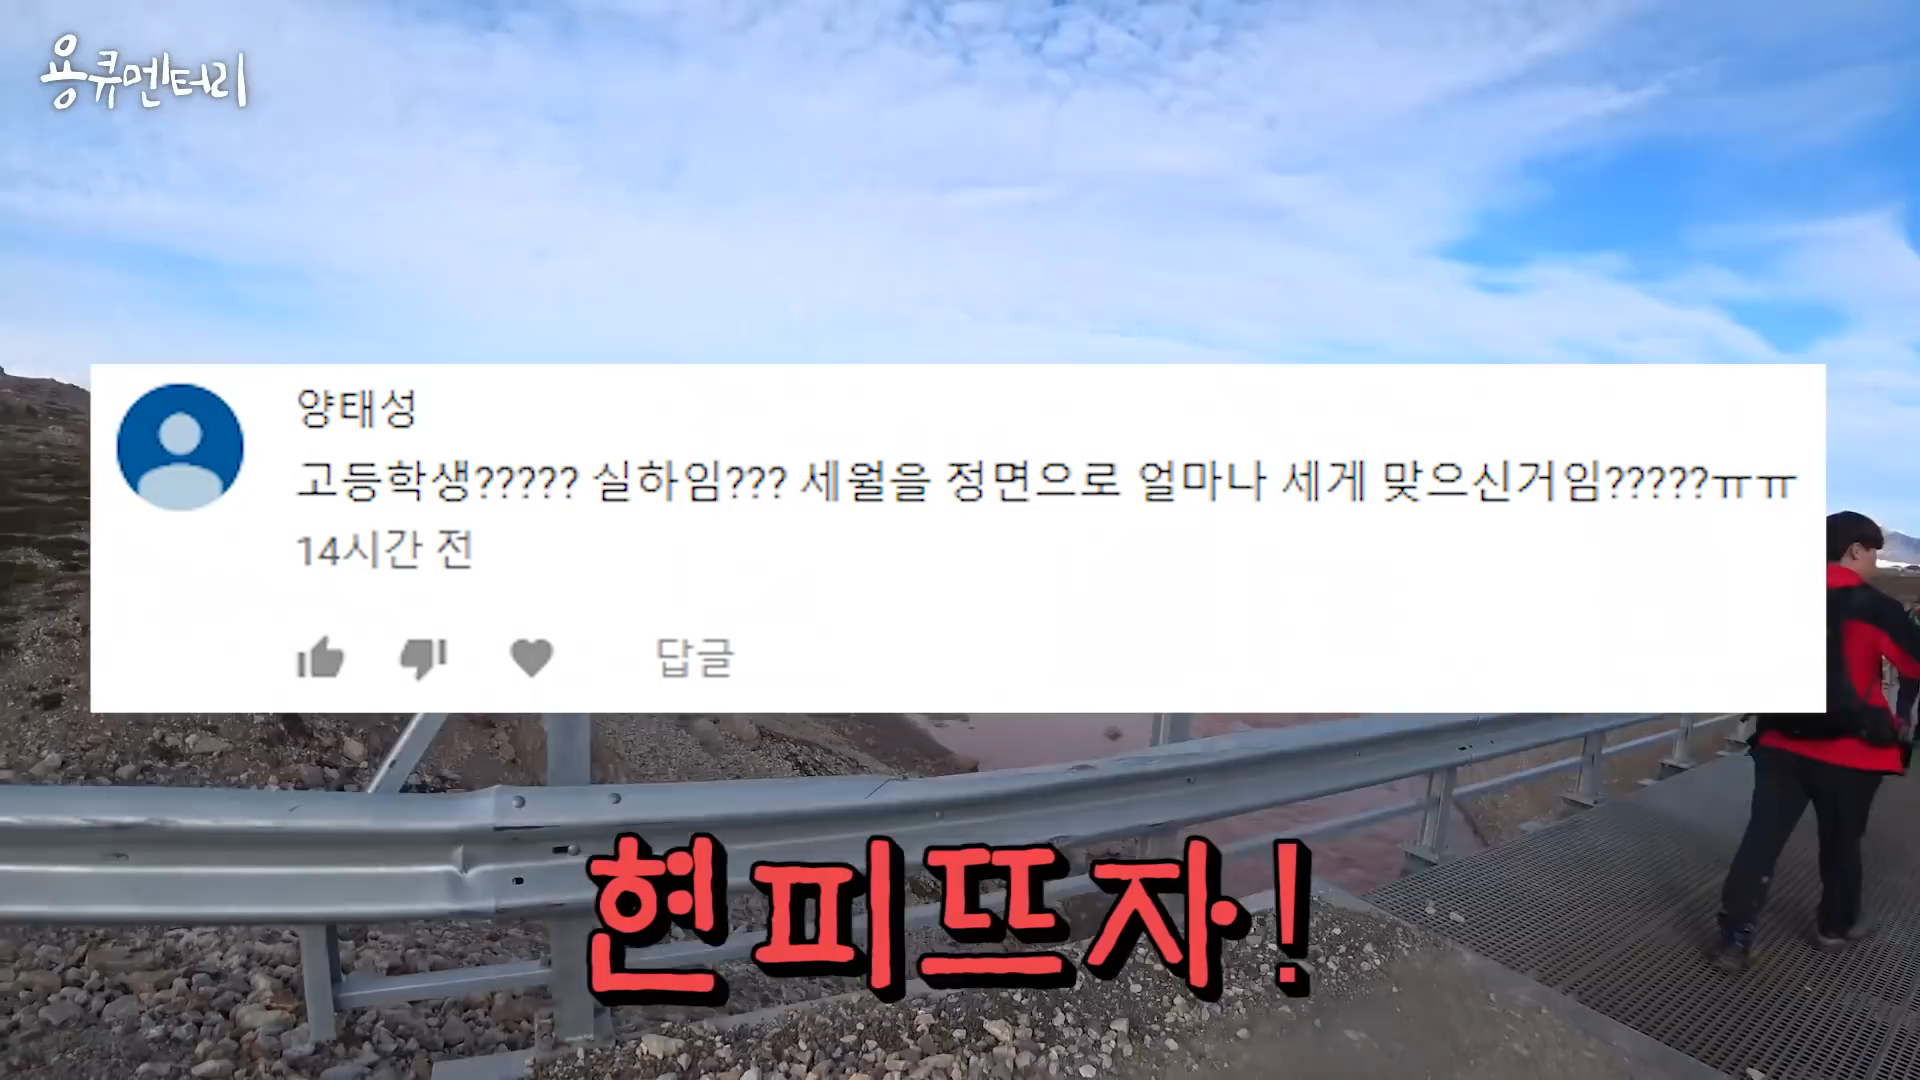 용큐멘터리
양태성
고등학생????? 실하임??? 세월을 정면으로 얼마나 세게 맞으신거임?????ㅠㅠ
14시간 전
답글
현피뜨자!